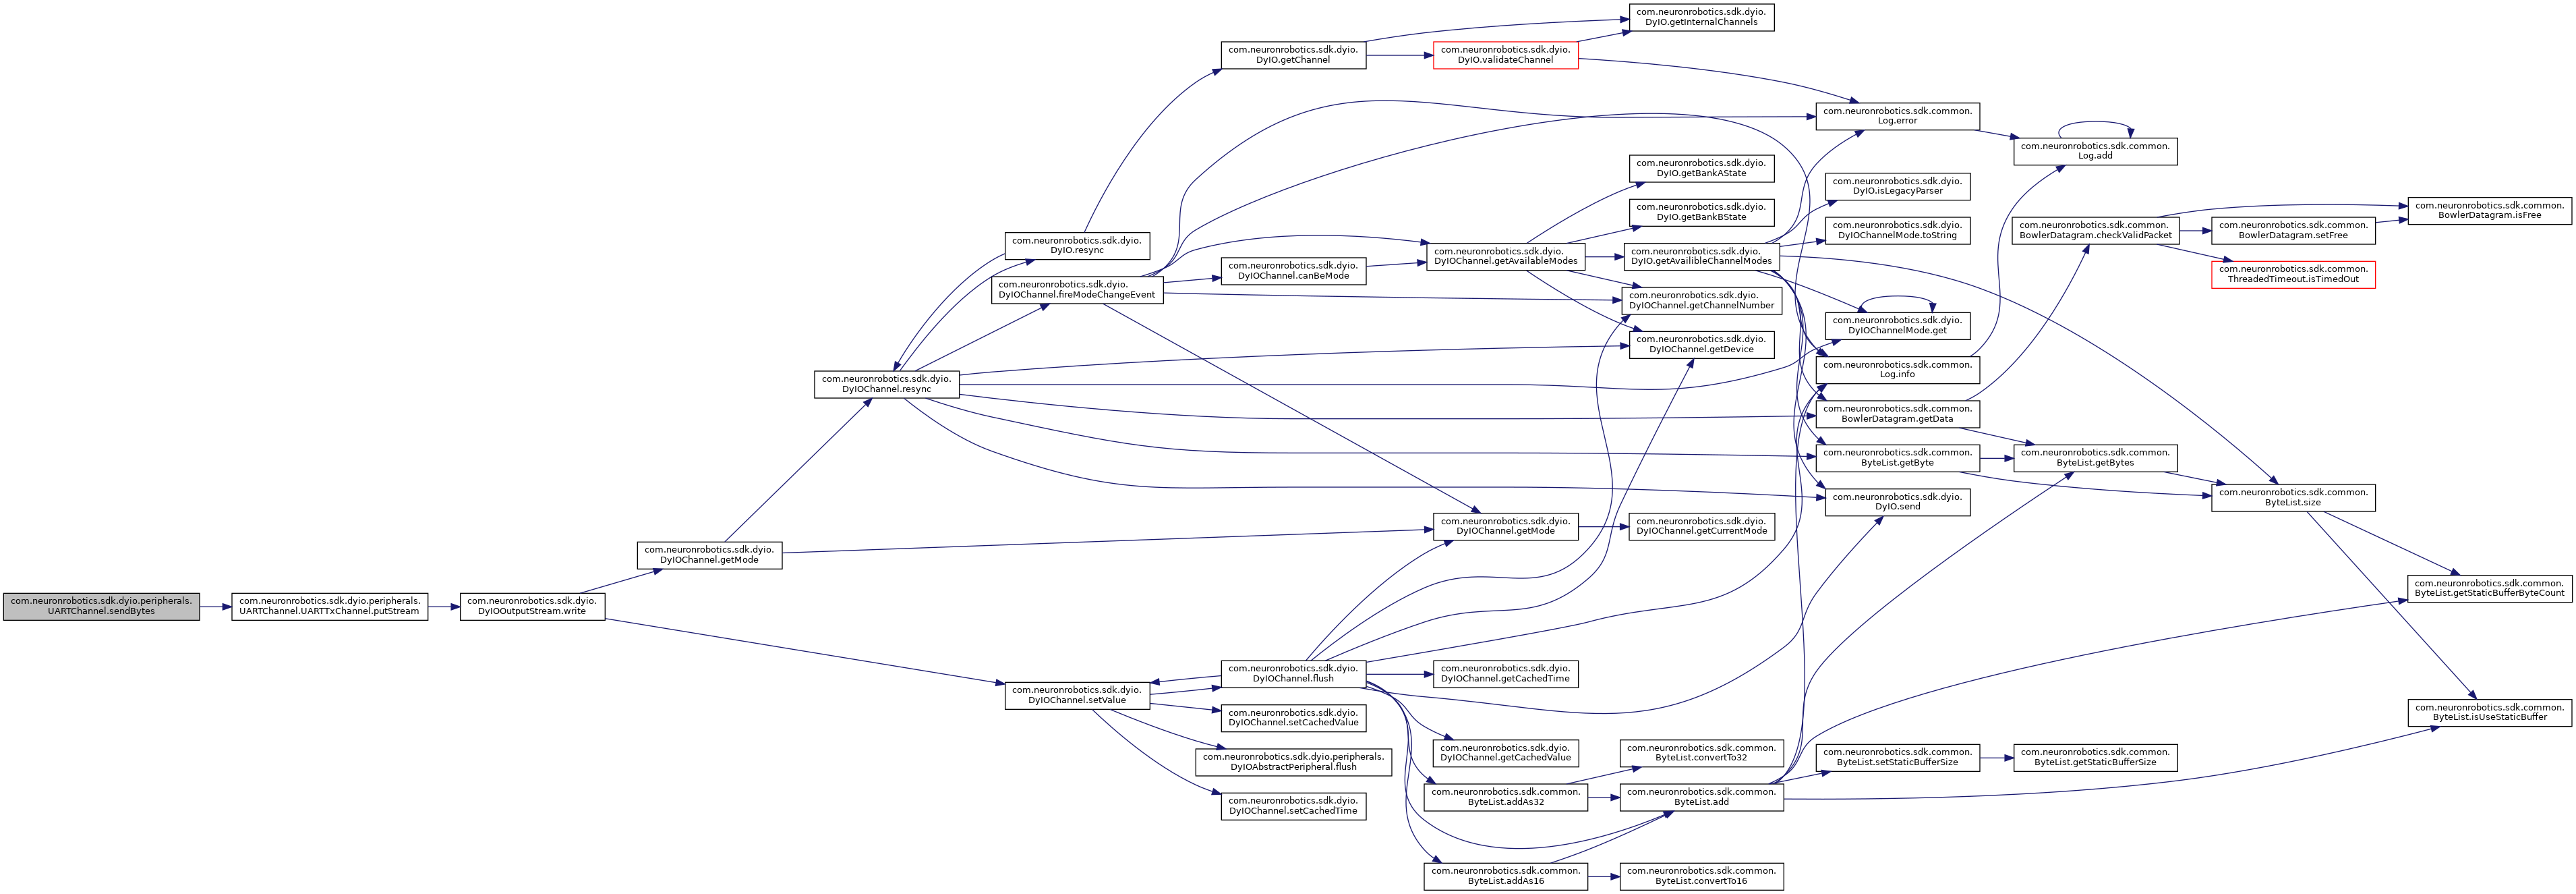 com.neuronrobotics.sdk.dyio.peripherals.
UARTChannel.sendBytes
com.neuronrobotics.sdk.dyio.peripherals.
UARTChannel.UARTTxChannel.putStream
com.neuronrobotics.sdk.dyio.
DyIOOutputStream.write
com.neuronrobotics.sdk.dyio.
DyIOChannel.getMode
com.neuronrobotics.sdk.dyio.
DyIOChannel.resync
com.neuronrobotics.sdk.dyio.
DyIO.resync
com.neuronrobotics.sdk.dyio.
DyIOChannel.fireModeChangeEvent
com.neuronrobotics.sdk.dyio.
DyIOChannel.setValue
com.neuronrobotics.sdk.dyio.
DyIO.getChannel
com.neuronrobotics.sdk.dyio.
DyIOChannel.canBeMode
com.neuronrobotics.sdk.dyio.
DyIOChannel.flush
com.neuronrobotics.sdk.dyio.
DyIOChannel.setCachedValue
com.neuronrobotics.sdk.dyio.peripherals.
DyIOAbstractPeripheral.flush
com.neuronrobotics.sdk.dyio.
DyIOChannel.setCachedTime
com.neuronrobotics.sdk.dyio.
DyIO.validateChannel
com.neuronrobotics.sdk.dyio.
DyIOChannel.getAvailableModes
com.neuronrobotics.sdk.dyio.
DyIOChannel.getMode
com.neuronrobotics.sdk.dyio.
DyIOChannel.getCachedTime
com.neuronrobotics.sdk.dyio.
DyIOChannel.getCachedValue
com.neuronrobotics.sdk.common.
ByteList.addAs32
com.neuronrobotics.sdk.common.
ByteList.addAs16
com.neuronrobotics.sdk.dyio.
DyIO.getInternalChannels
com.neuronrobotics.sdk.dyio.
DyIO.getBankAState
com.neuronrobotics.sdk.dyio.
DyIO.getBankBState
com.neuronrobotics.sdk.dyio.
DyIO.getAvailibleChannelModes
com.neuronrobotics.sdk.dyio.
DyIOChannel.getChannelNumber
com.neuronrobotics.sdk.dyio.
DyIOChannel.getDevice
com.neuronrobotics.sdk.dyio.
DyIOChannel.getCurrentMode
com.neuronrobotics.sdk.common.
ByteList.convertTo32
com.neuronrobotics.sdk.common.
ByteList.add
com.neuronrobotics.sdk.common.
ByteList.convertTo16
com.neuronrobotics.sdk.common.
Log.error
com.neuronrobotics.sdk.dyio.
DyIO.isLegacyParser
com.neuronrobotics.sdk.dyio.
DyIOChannelMode.toString
com.neuronrobotics.sdk.dyio.
DyIOChannelMode.get
com.neuronrobotics.sdk.common.
Log.info
com.neuronrobotics.sdk.common.
BowlerDatagram.getData
com.neuronrobotics.sdk.common.
ByteList.getByte
com.neuronrobotics.sdk.dyio.
DyIO.send
com.neuronrobotics.sdk.common.
ByteList.setStaticBufferSize
com.neuronrobotics.sdk.common.
Log.add
com.neuronrobotics.sdk.common.
BowlerDatagram.checkValidPacket
com.neuronrobotics.sdk.common.
ByteList.getBytes
com.neuronrobotics.sdk.common.
ByteList.getStaticBufferSize
com.neuronrobotics.sdk.common.
BowlerDatagram.setFree
com.neuronrobotics.sdk.common.
ThreadedTimeout.isTimedOut
com.neuronrobotics.sdk.common.
ByteList.size
com.neuronrobotics.sdk.common.
BowlerDatagram.isFree
com.neuronrobotics.sdk.common.
ByteList.getStaticBufferByteCount
com.neuronrobotics.sdk.common.
ByteList.isUseStaticBuffer